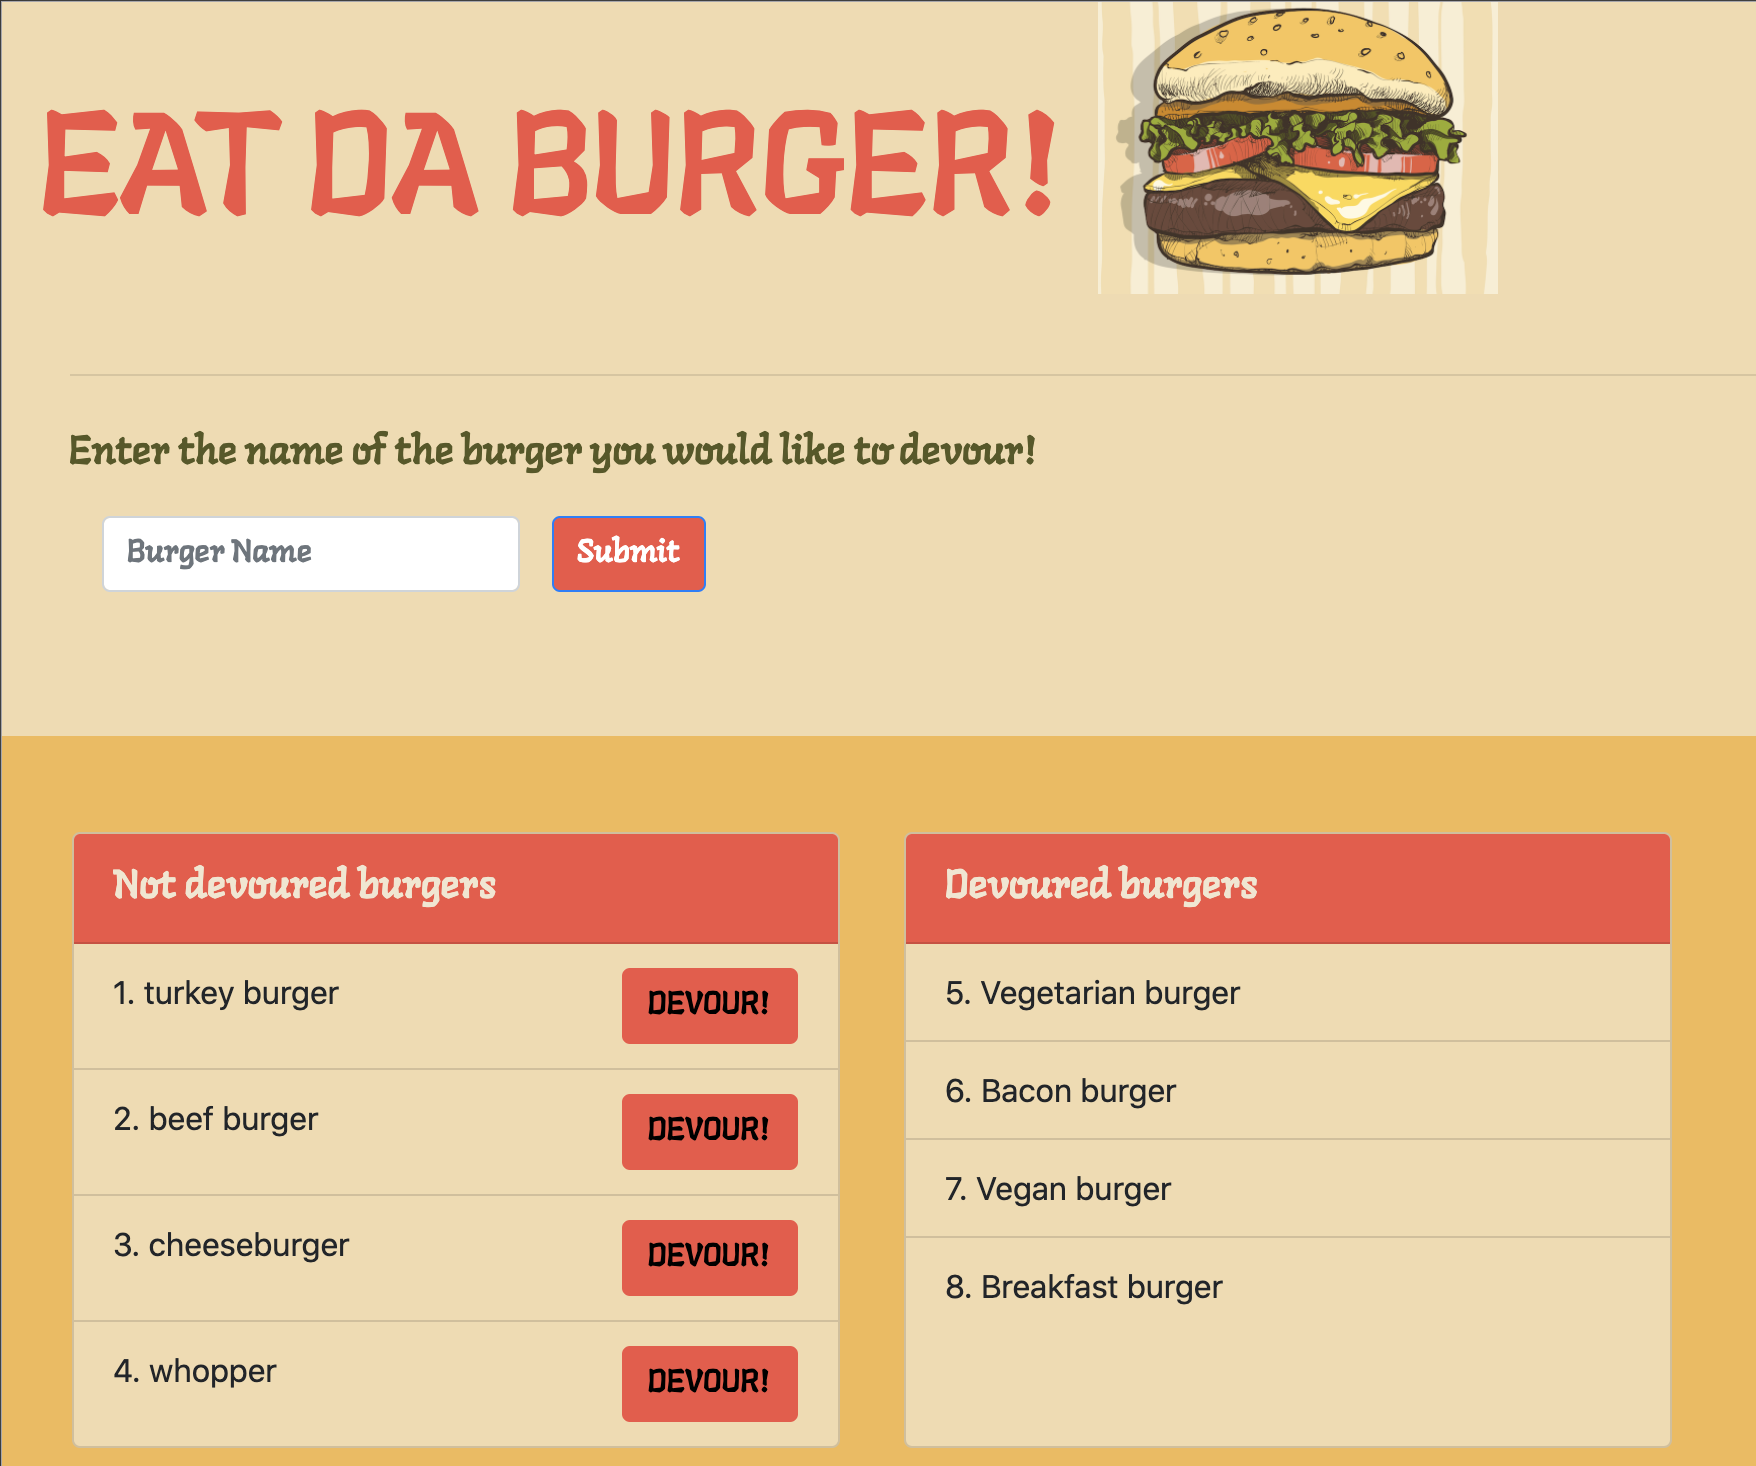 EAT DA BURGER!
Enter the name of the burger you would like to devour!
Burger Name
Submit
Not devoured burgers
1. turkey burger
DEVOUR!
2. beef burger
DEVOUR!
3. cheeseburger
DEVOUR!
4. whopper
DEVOUR!
Devoured burgers
5. Vegetarian burger
6. Bacon burger
7. Vegan burger
8. Breakfast burger